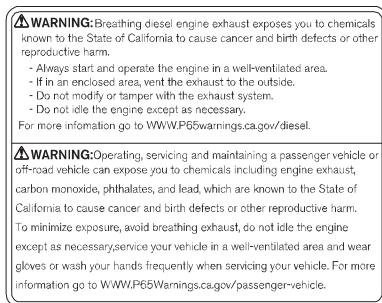 ⚠WARNING: Breathing diesel engine exhaust exposes you to chemicals
known to the State of California to cause cancer and birth defects or other
reproductive harm.
- Always start and operate the engine in a well-ventilated area.
- If in an enclosed area, vent the exhaust to the outside.
- Do not modify or tamper with the exhaust system.
- Do not idle the engine except as necessary.
For more infomation go to WWW.P65warnings.ca.gov/diesel.
⚠WARNING:Operating, servicing and maintaining a passenger vehicle or
off-road vehicle can expose you to chemicals including engine exhaust,
carbon monoxide, phthalates, and lead, which are known to the State of
California to cause cancer and birth defects or other reproductive harm.
To minimize exposure, avoid breathing exhaust, do not idle the engine
except as necessary,service your vehicle in a well-ventilated area and wear
gloves or wash your hands frequently when servicing your vehicle. For more
information go to WWW.P65Warnings.ca.gov/passenger-vehicle.